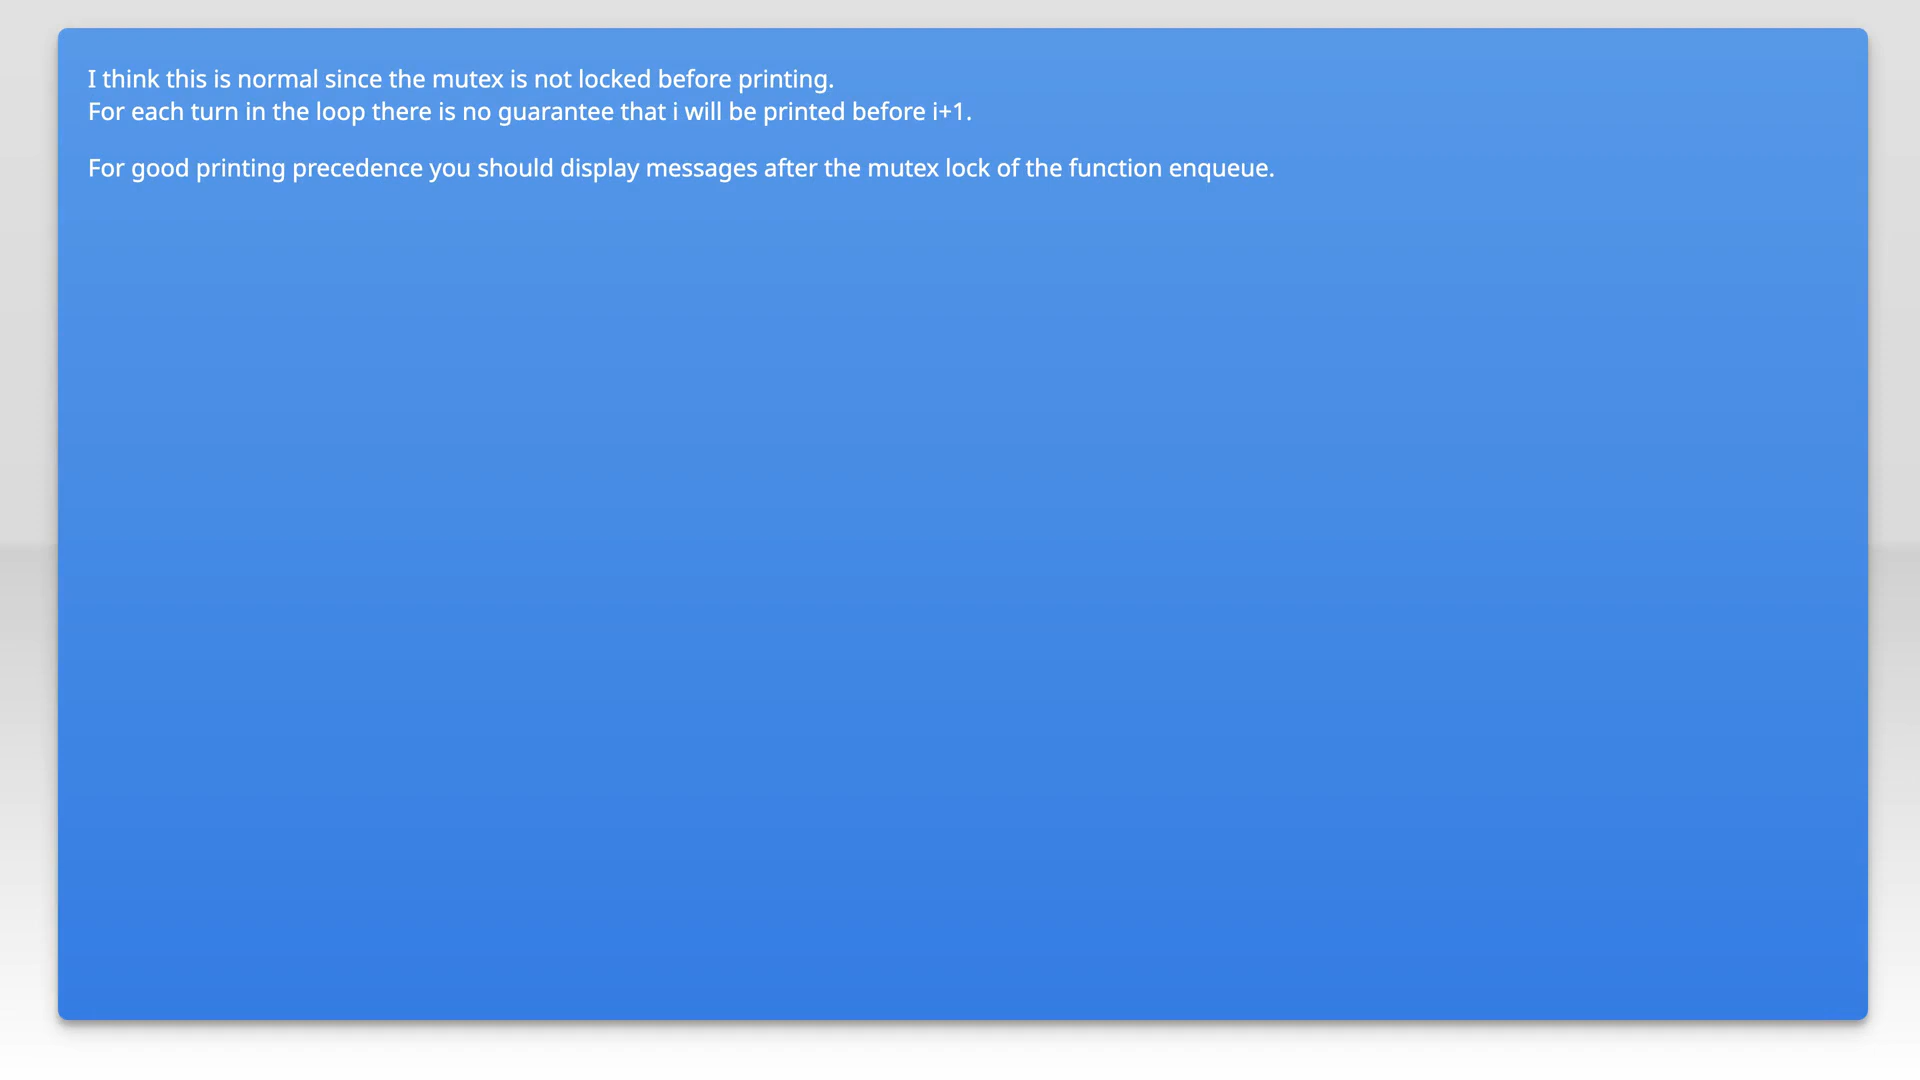 I think this is normal since the mutex is not locked before printing.
For each turn in the loop there is no guarantee that i will be printed before i+1.
For good printing precedence you should display messages after the mutex lock of the function enqueue.